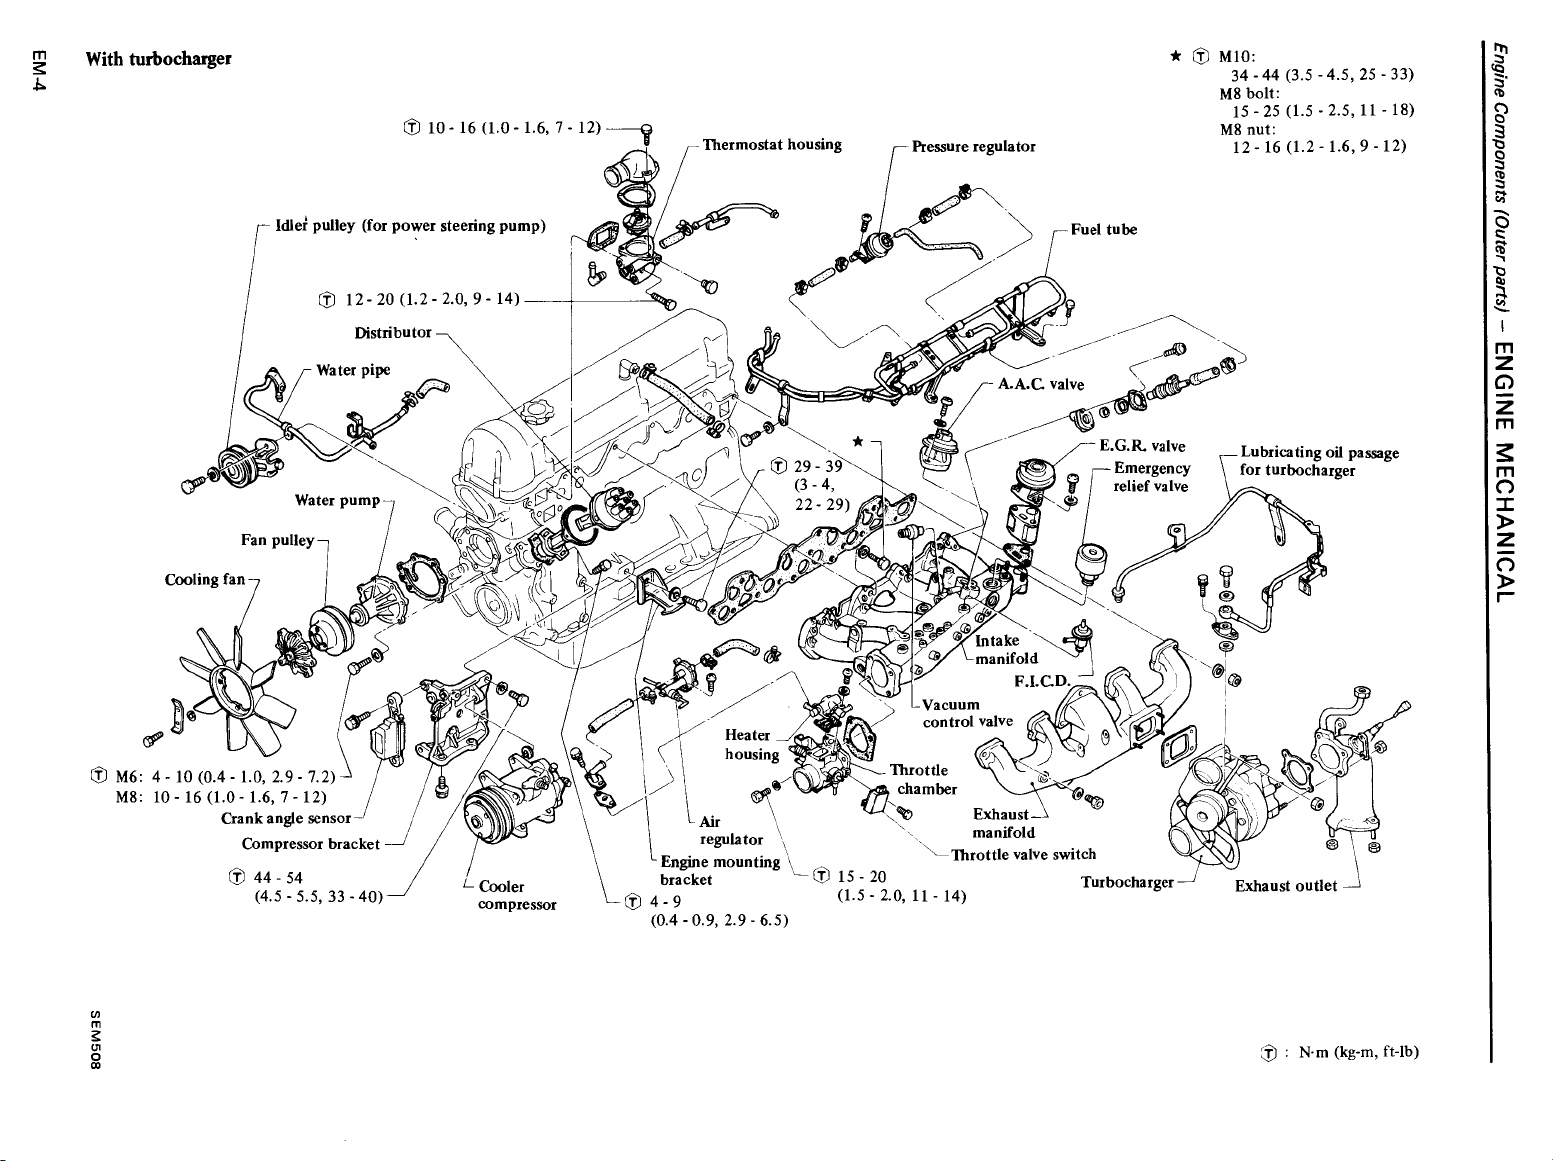 EM-4
With turbocharger
★ Ⓣ M10:
34 - 44 (3.5 - 4.5, 25 - 33)
M8 bolt:
15 - 25 (1.5 - 2.5, 11 - 18)
M8 nut:
12 - 16 (1.2 - 1.6, 9 - 12)
Engine Components (Outer parts) — ENGINE MECHANICAL
Ⓣ 10 - 16 (1.0 - 1.6, 7 - 12)
Thermostat housing
Pressure regulator
Idler pulley (for power steering pump)
Fuel tube
Ⓣ 12 - 20 (1.2 - 2.0, 9 - 14)
Distributor
Water pipe
A.A.C. valve
★
E.G.R. valve
Emergency
relief valve
Lubricating oil passage
for turbocharger
Ⓣ 29 - 39
(3 - 4,
22 - 29)
Water pump
Fan pulley
Cooling fan
Intake
manifold
F.I.C.D.
Vacuum
control valve
Heater
housing
Throttle
chamber
Ⓣ M6: 4 - 10 (0.4 - 1.0, 2.9 - 7.2)
M8: 10 - 16 (1.0 - 1.6, 7 - 12)
Crank angle sensor
Compressor bracket
Air
regulator
Exhaust
manifold
Throttle valve switch
Engine mounting
bracket
Ⓣ 44 - 54
(4.5 - 5.5, 33 - 40)
Cooler
compressor
Ⓣ 4 - 9
(0.4 - 0.9, 2.9 - 6.5)
Ⓣ 15 - 20
(1.5 - 2.0, 11 - 14)
Turbocharger
Exhaust outlet
SEM508
Ⓣ : N·m (kg-m, ft-lb)